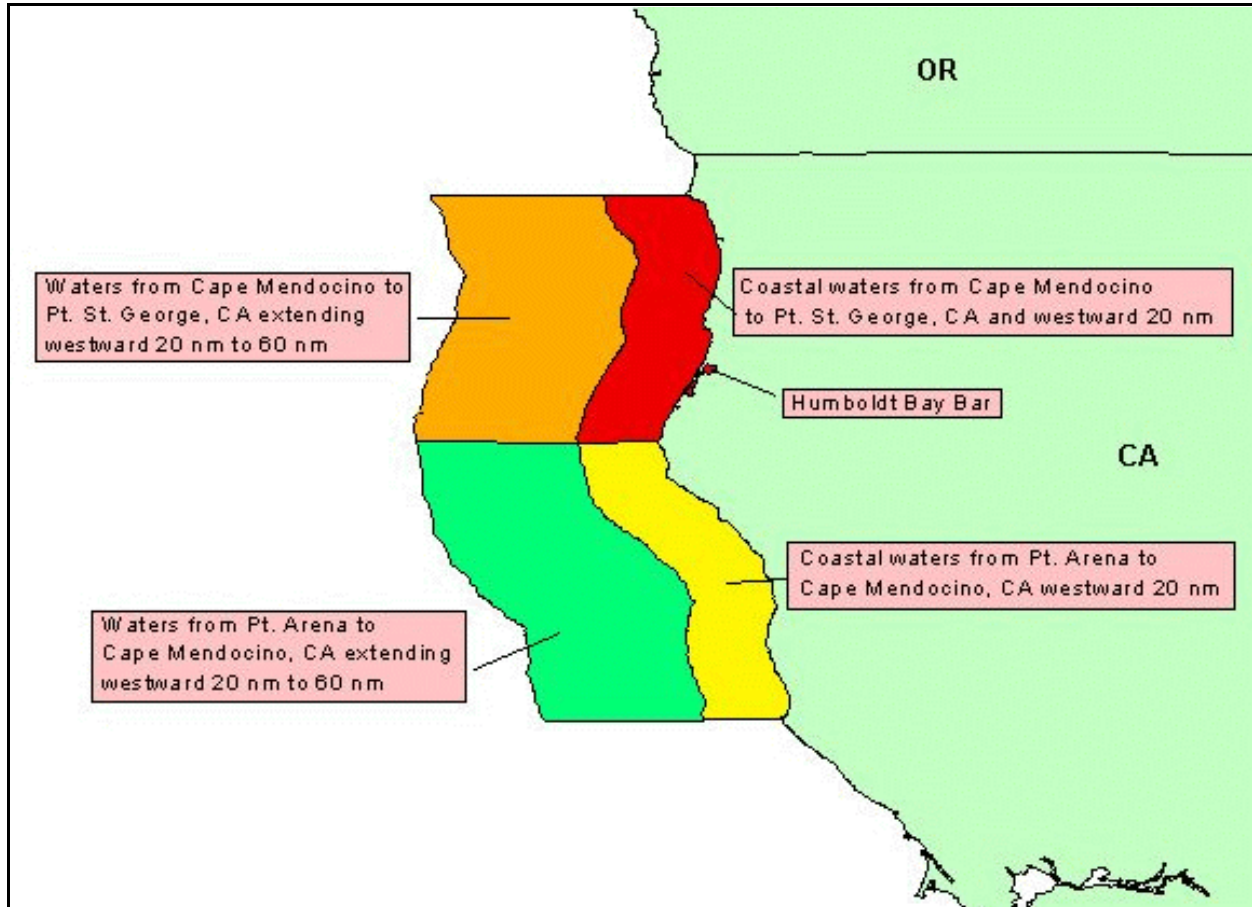 OR
Waters from Cape Mendocino to
Pt. St. George, CA extending
westward 20 nm to 60 nm
Coastal waters from Cape Mendocino
to Pt. St. George, CA and westward 20 nm
Humboldt Bay Bar
CA
Coastal waters from Pt. Arena to
Cape Mendocino, CA westward 20 nm
Waters from Pt. Arena to
Cape Mendocino, CA extending
westward 20 nm to 60 nm